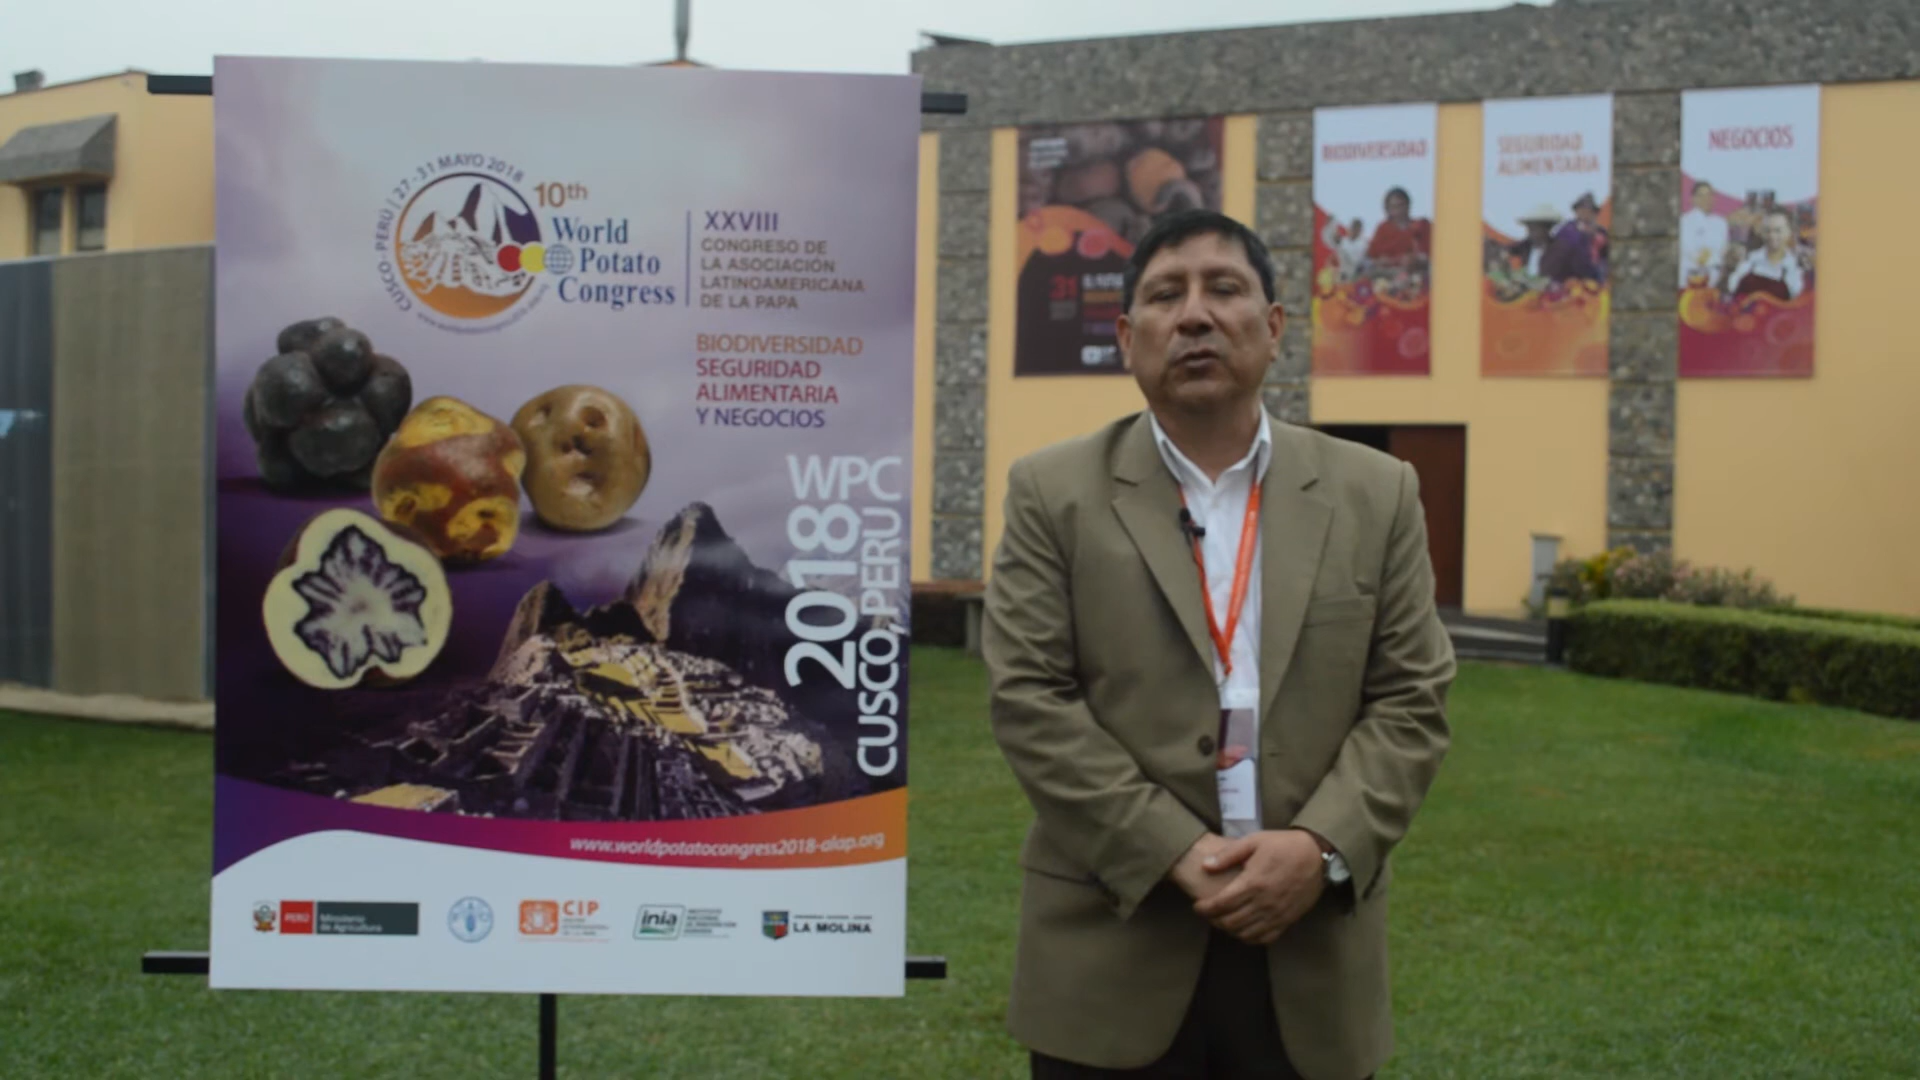 CUSCO - PERÚ | 27 - 31 MAYO 2018
10th
World
Potato
Congress
XXVIII
CONGRESO DE
LA ASOCIACIÓN
LATINOAMERICANA
DE LA PAPA
BIODIVERSIDAD
SEGURIDAD
ALIMENTARIA
Y NEGOCIOS
WPC
2018
CUSCO, PERU
www.worldpotatocongress2018-alap.org
PERÚ
Ministerio
de Agricultura
CIP
inia
LA MOLINA
BIODIVERSIDAD
SEGURIDAD
ALIMENTARIA
NEGOCIOS
31